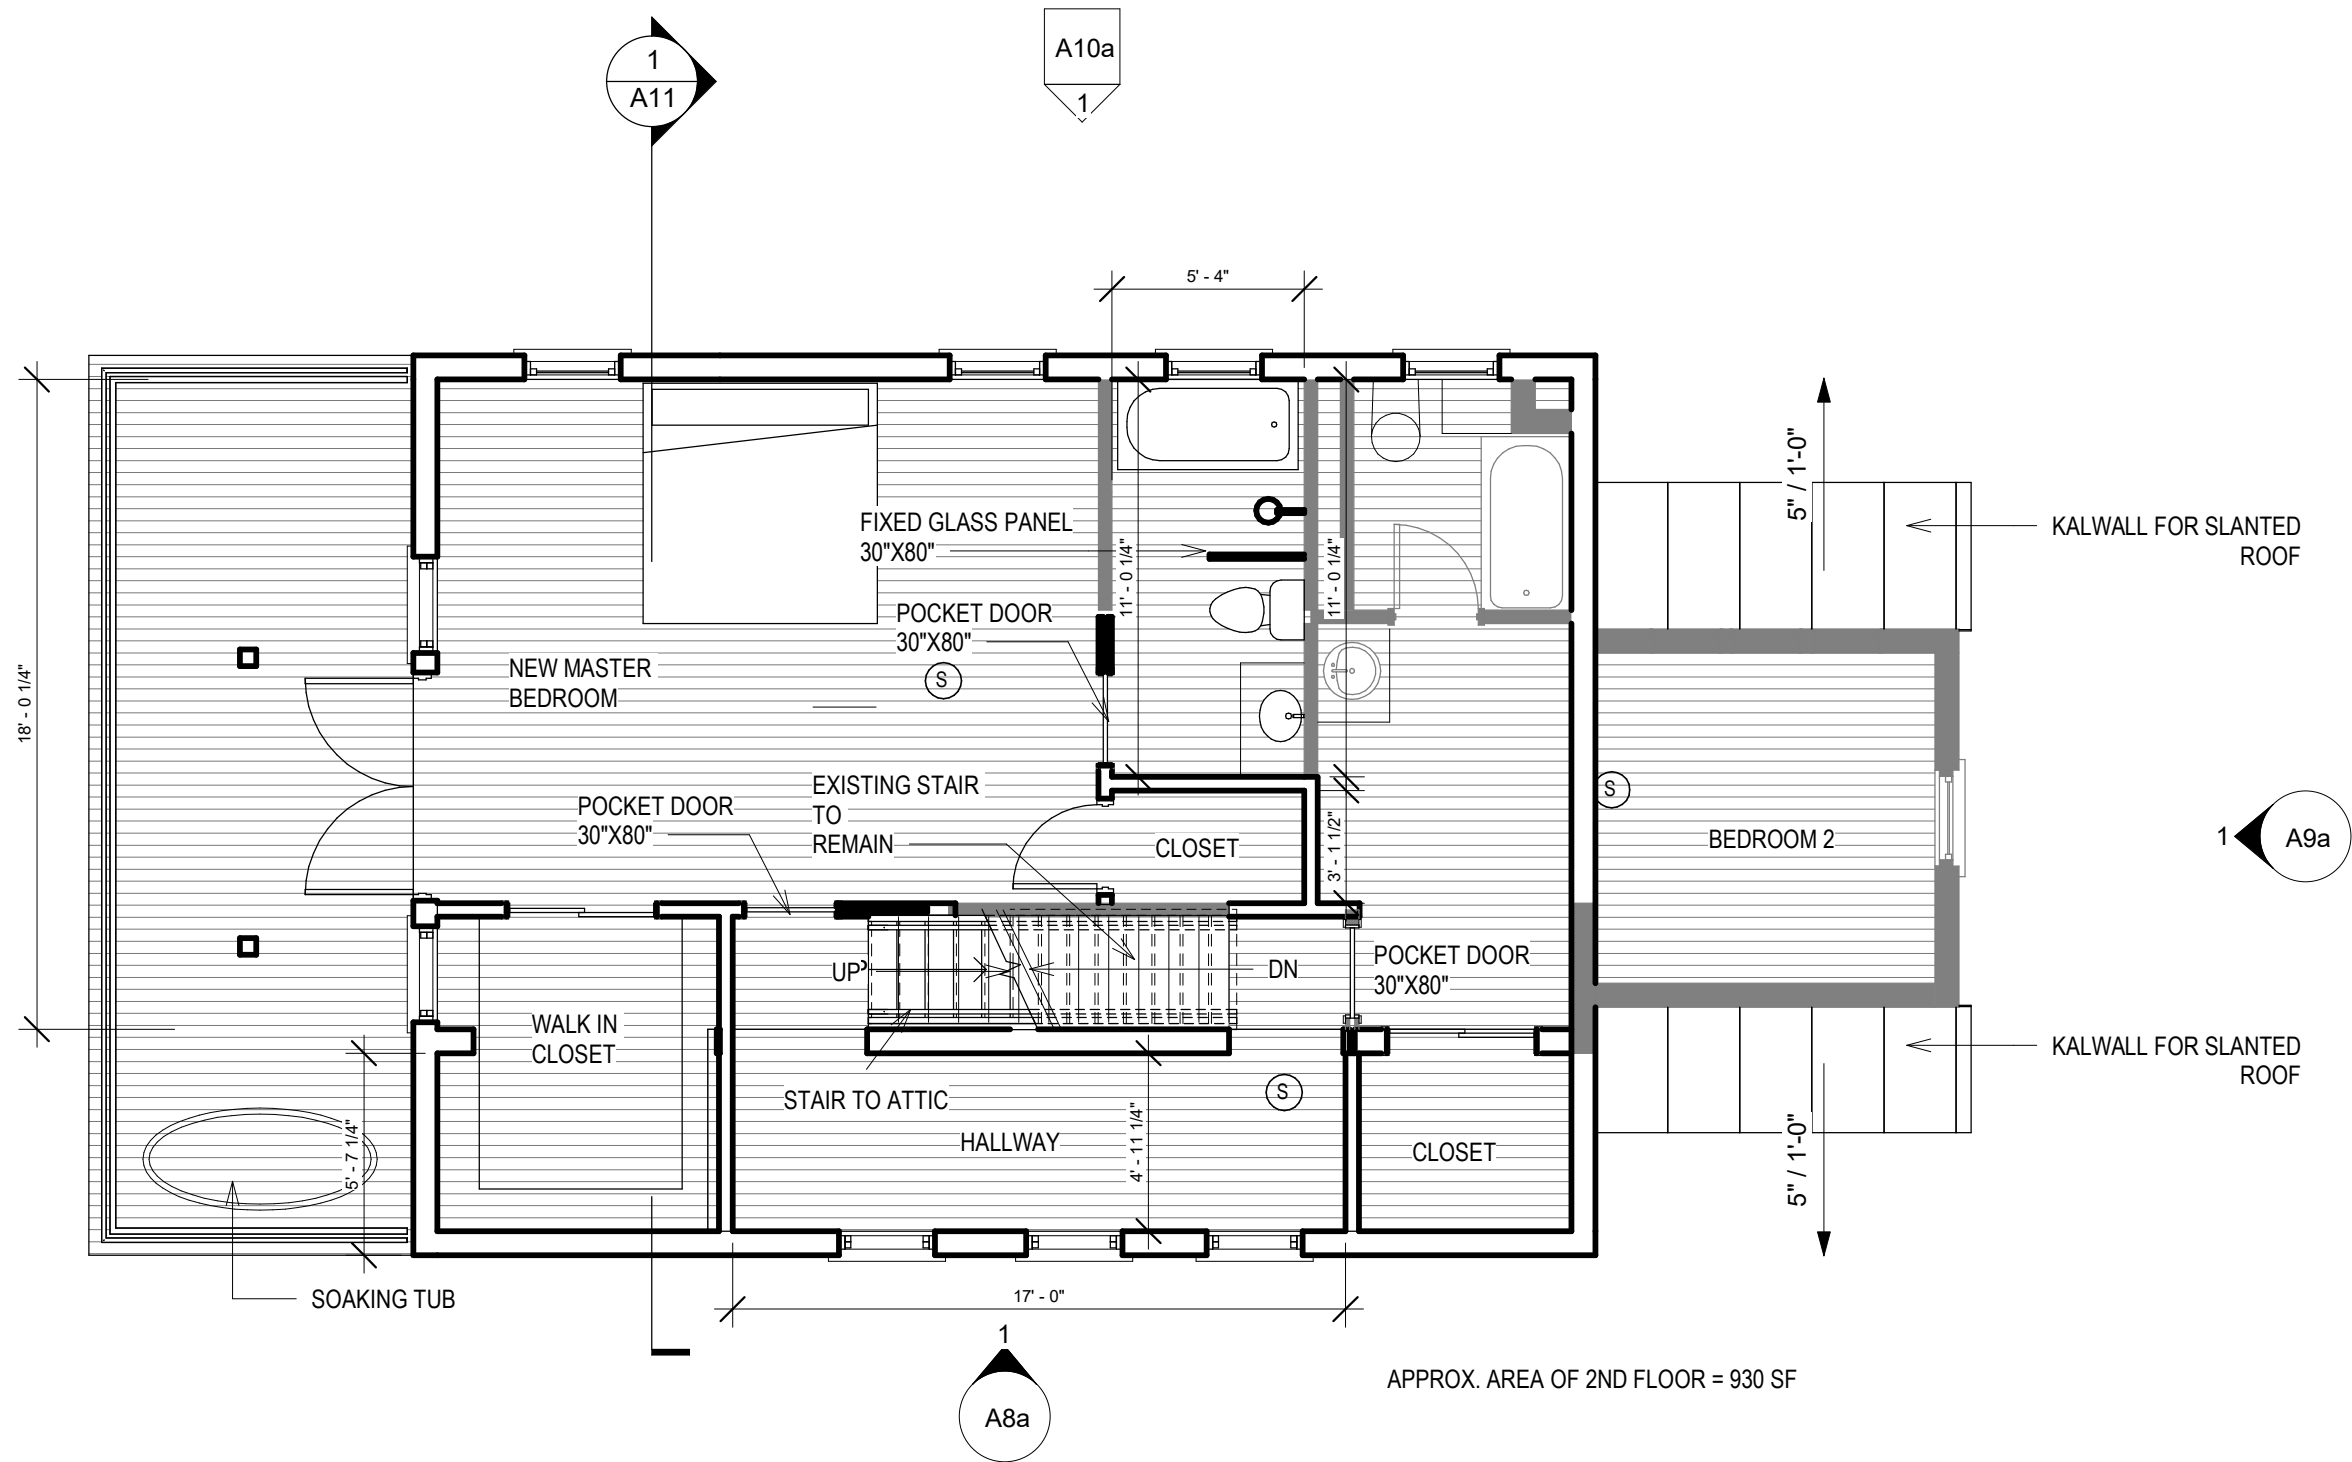 1
A11
A10a
1
5' - 4"
5" / 1'-0"
KALWALL FOR SLANTED
ROOF
FIXED GLASS PANEL
30"X80"
11' - 0 1/4"
11' - 0 1/4"
POCKET DOOR
30"X80"
NEW MASTER
BEDROOM
S
18' - 0 1/4"
EXISTING STAIR
TO
REMAIN
POCKET DOOR
30"X80"
CLOSET
3' - 1 1/2"
S
BEDROOM 2
1
A9a
UP
DN
POCKET DOOR
30"X80"
WALK IN
CLOSET
KALWALL FOR SLANTED
ROOF
STAIR TO ATTIC
S
HALLWAY
4' - 11 1/4"
CLOSET
5' - 7 1/4"
5" / 1'-0"
SOAKING TUB
17' - 0"
1
A8a
APPROX. AREA OF 2ND FLOOR = 930 SF